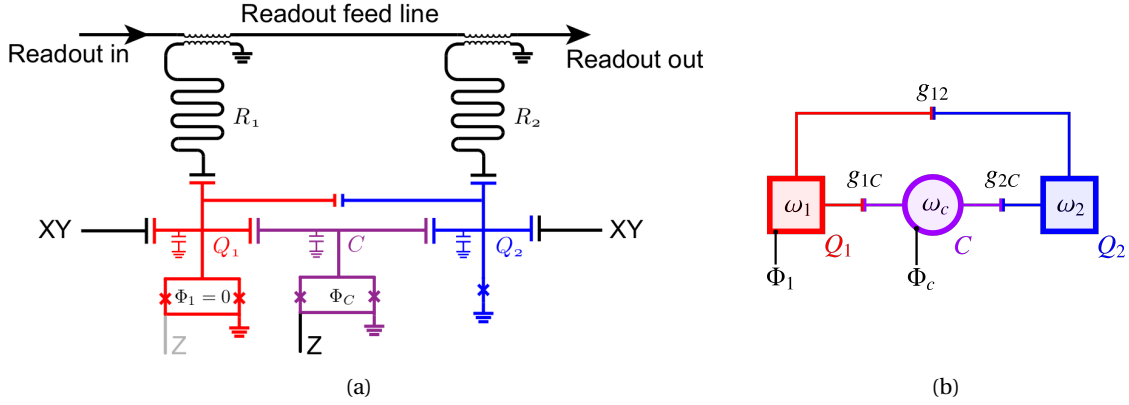 Readout feed line
Readout in
Readout out
R₁
R₂
XY
Q₁
C
Q₂
XY
Φ₁ = 0
Φ_C
Z
Z
(a)
g₁₂
g₁C
g₂C
ω₁
ω_c
ω₂
Q₁
C
Q₂
Φ₁
Φ_c
(b)